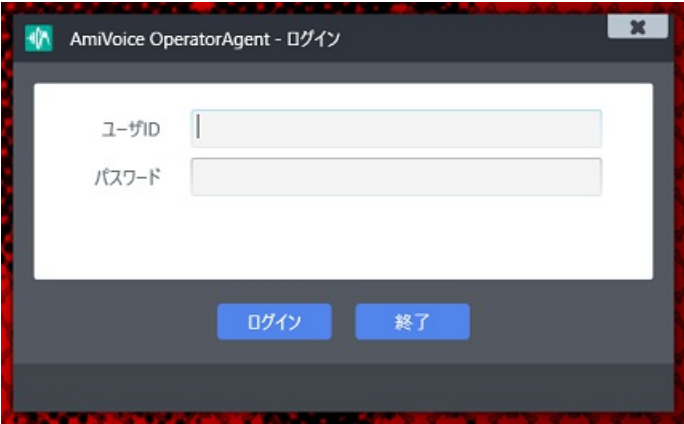 AmiVoice OperatorAgent - ログイン
ユーザID
パスワード
ログイン
終了